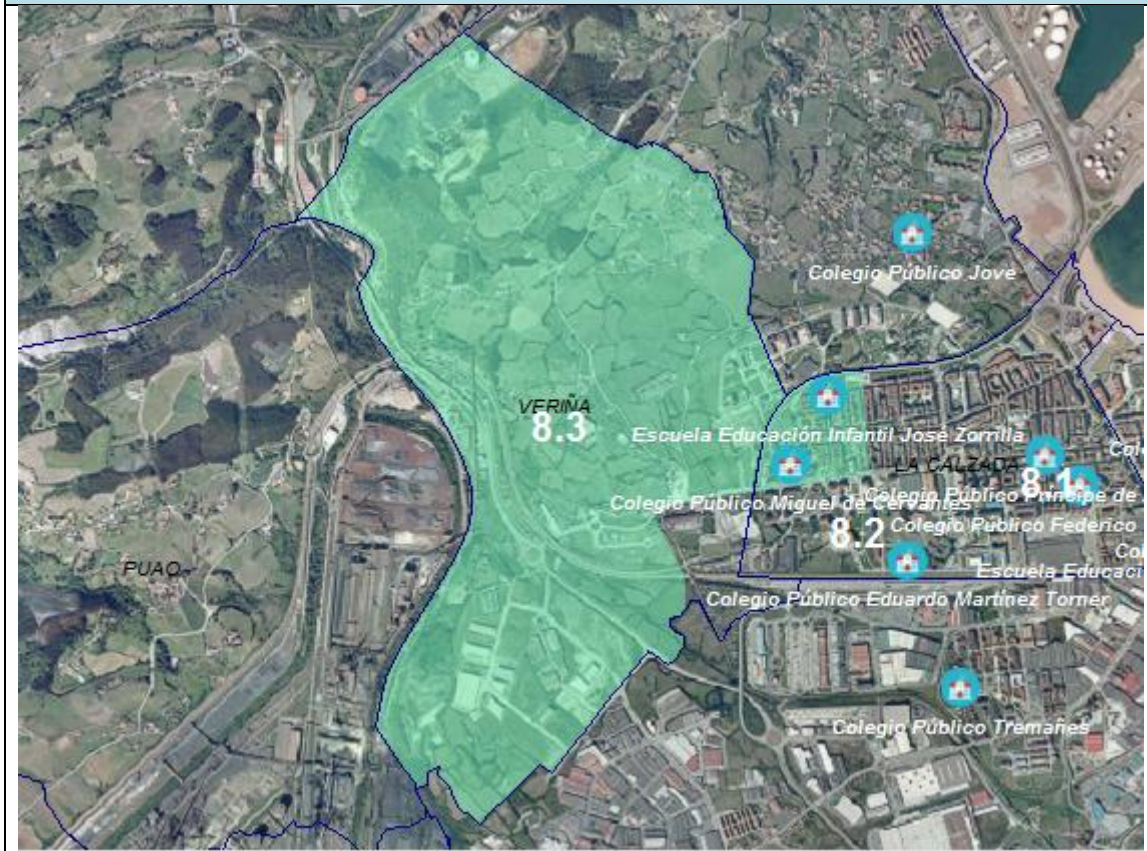 Colegio Público Jove
VERIÑA
8.3
Escuela Educación Infantil José Zorrilla
LA CALZADA
8.1
Colegio Público Príncipe de
Colegio Público Miguel de Cervantes
8.2
Colegio Público Federico
PUAO
Escuela Educaci
Colegio Público Eduardo Martínez Torner
Colegio Público Tremañes